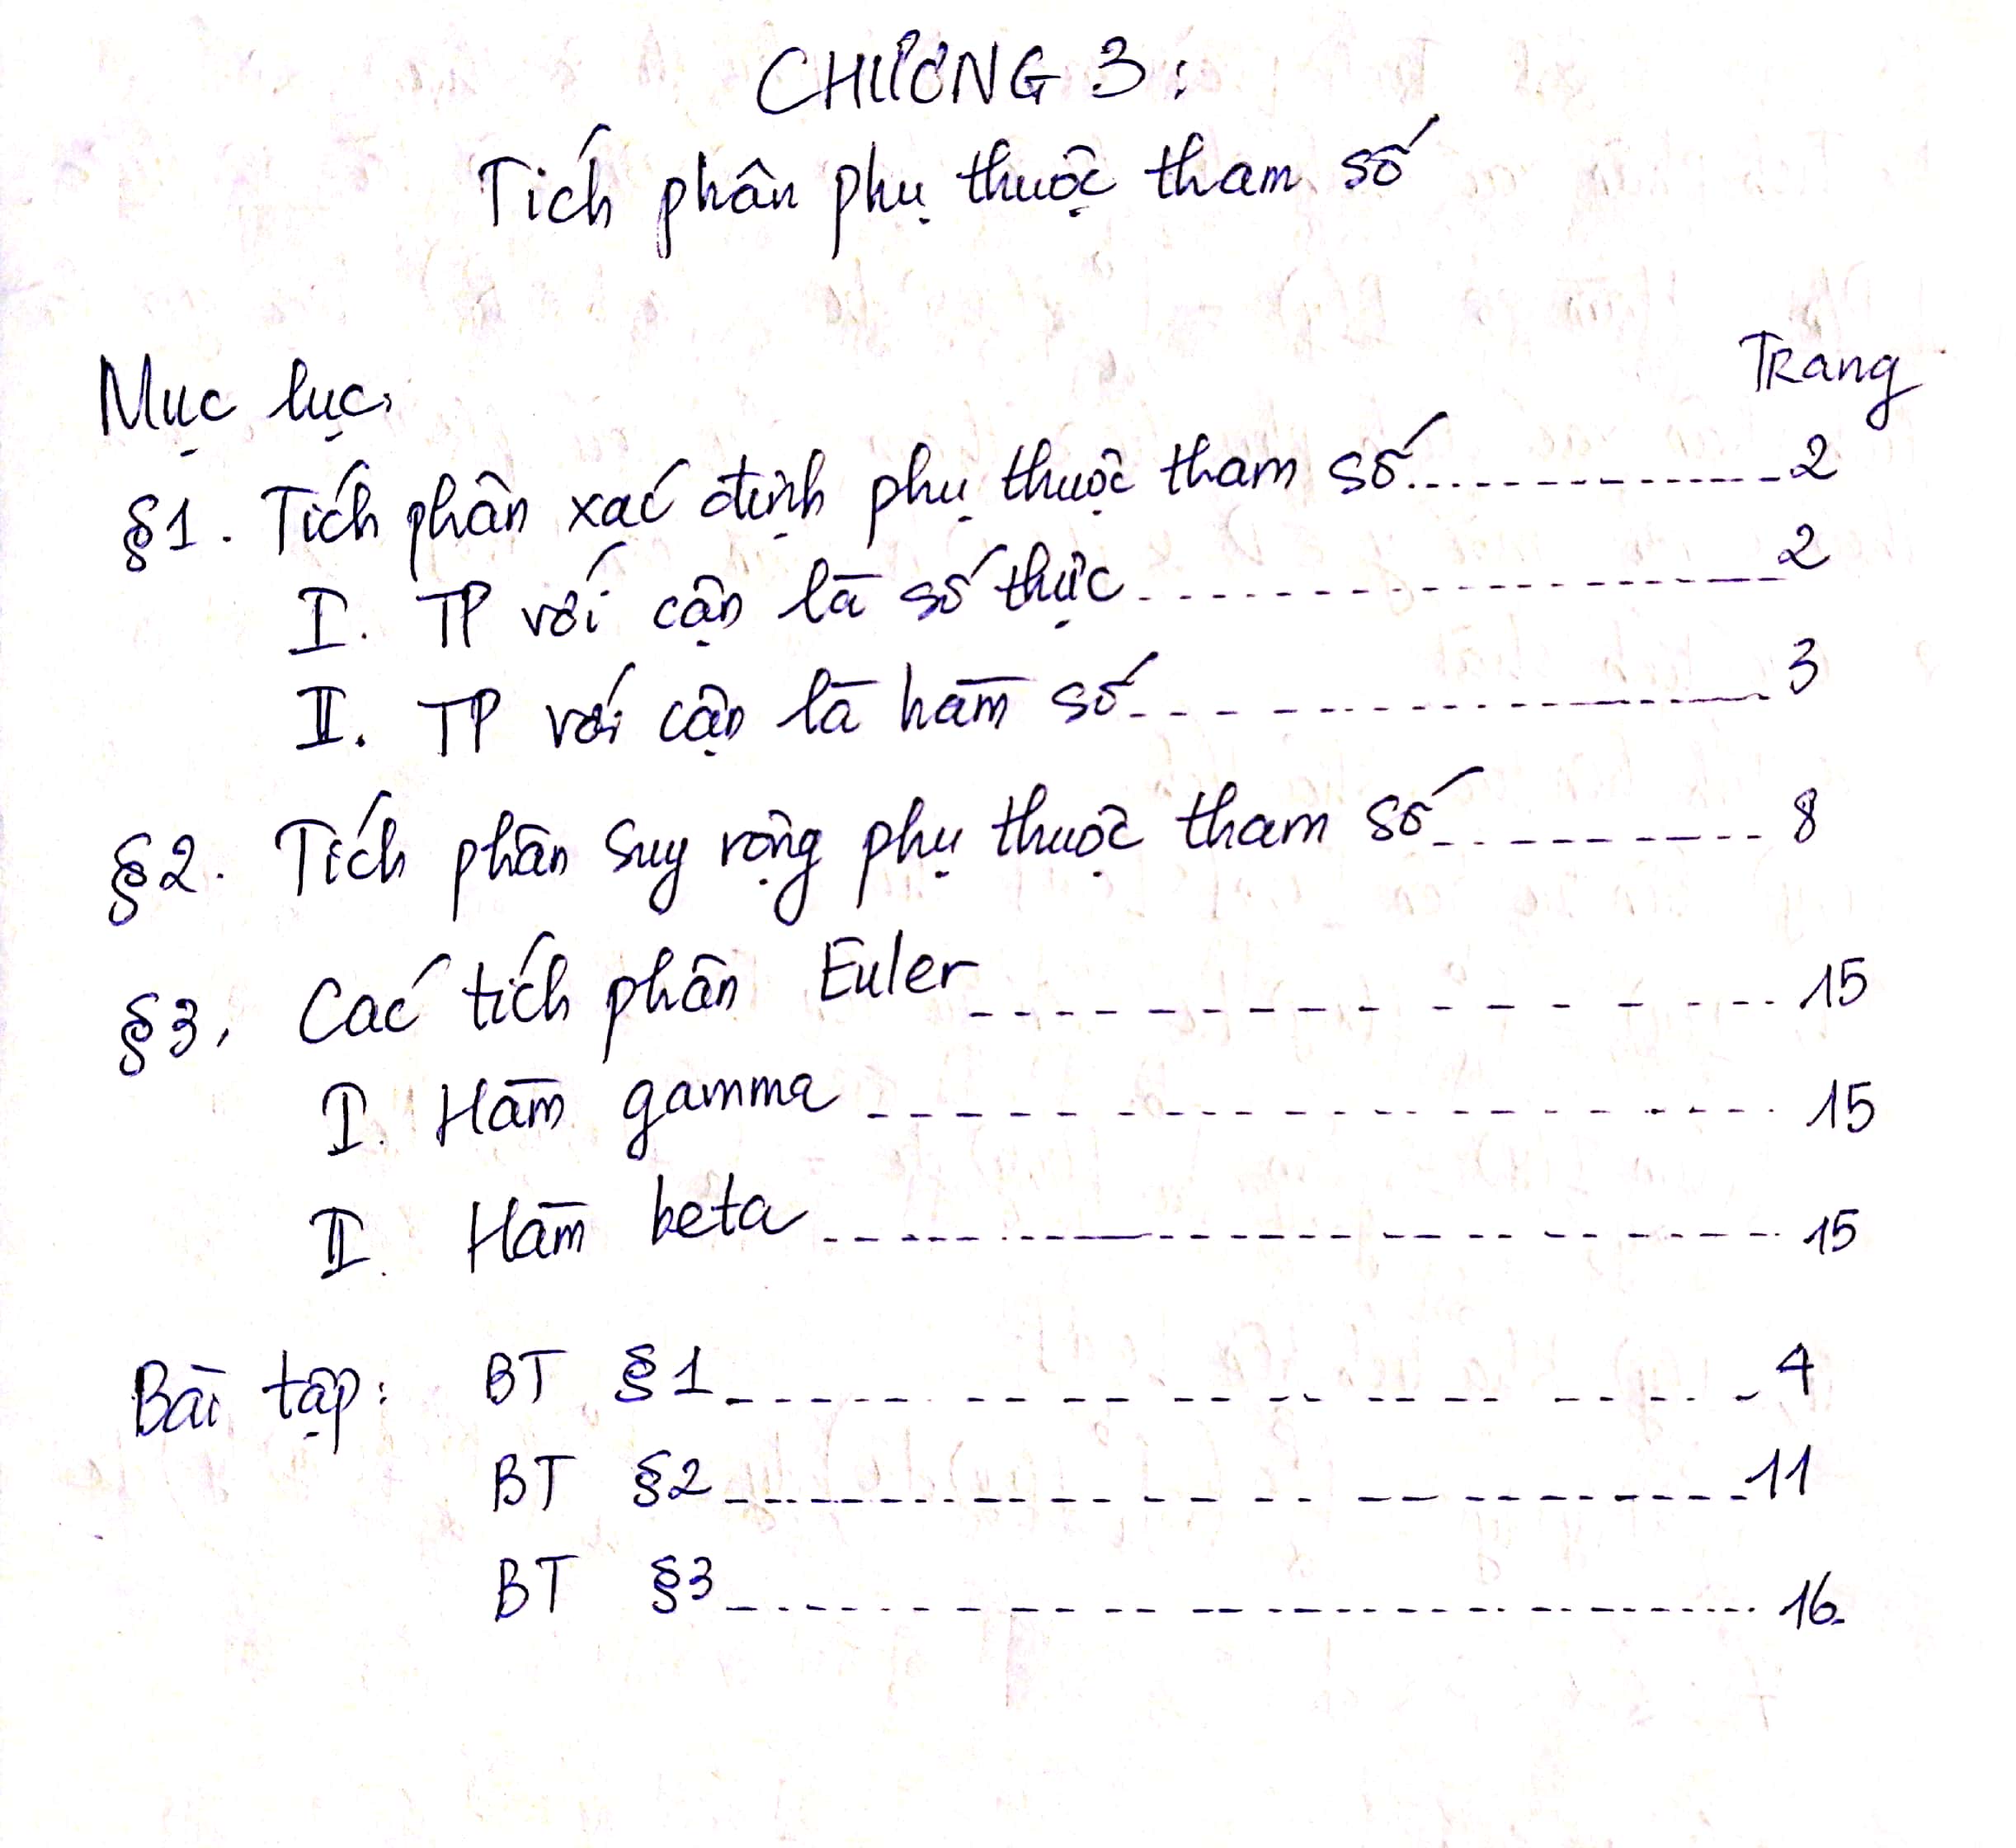 CHƯƠNG 3:
Tích phân phụ thuộc tham số
Trang
Mục lục:
§1. Tích phân xác định phụ thuộc tham số 2
I. TP với cận là số thực 2
II. TP với cận là hàm số 3
§2. Tích phân suy rộng phụ thuộc tham số 8
§3. Các tích phân Euler 15
I. Hàm gamma 15
II. Hàm beta 15
Bài tập: BT §1 4
BT §2 11
BT §3 16